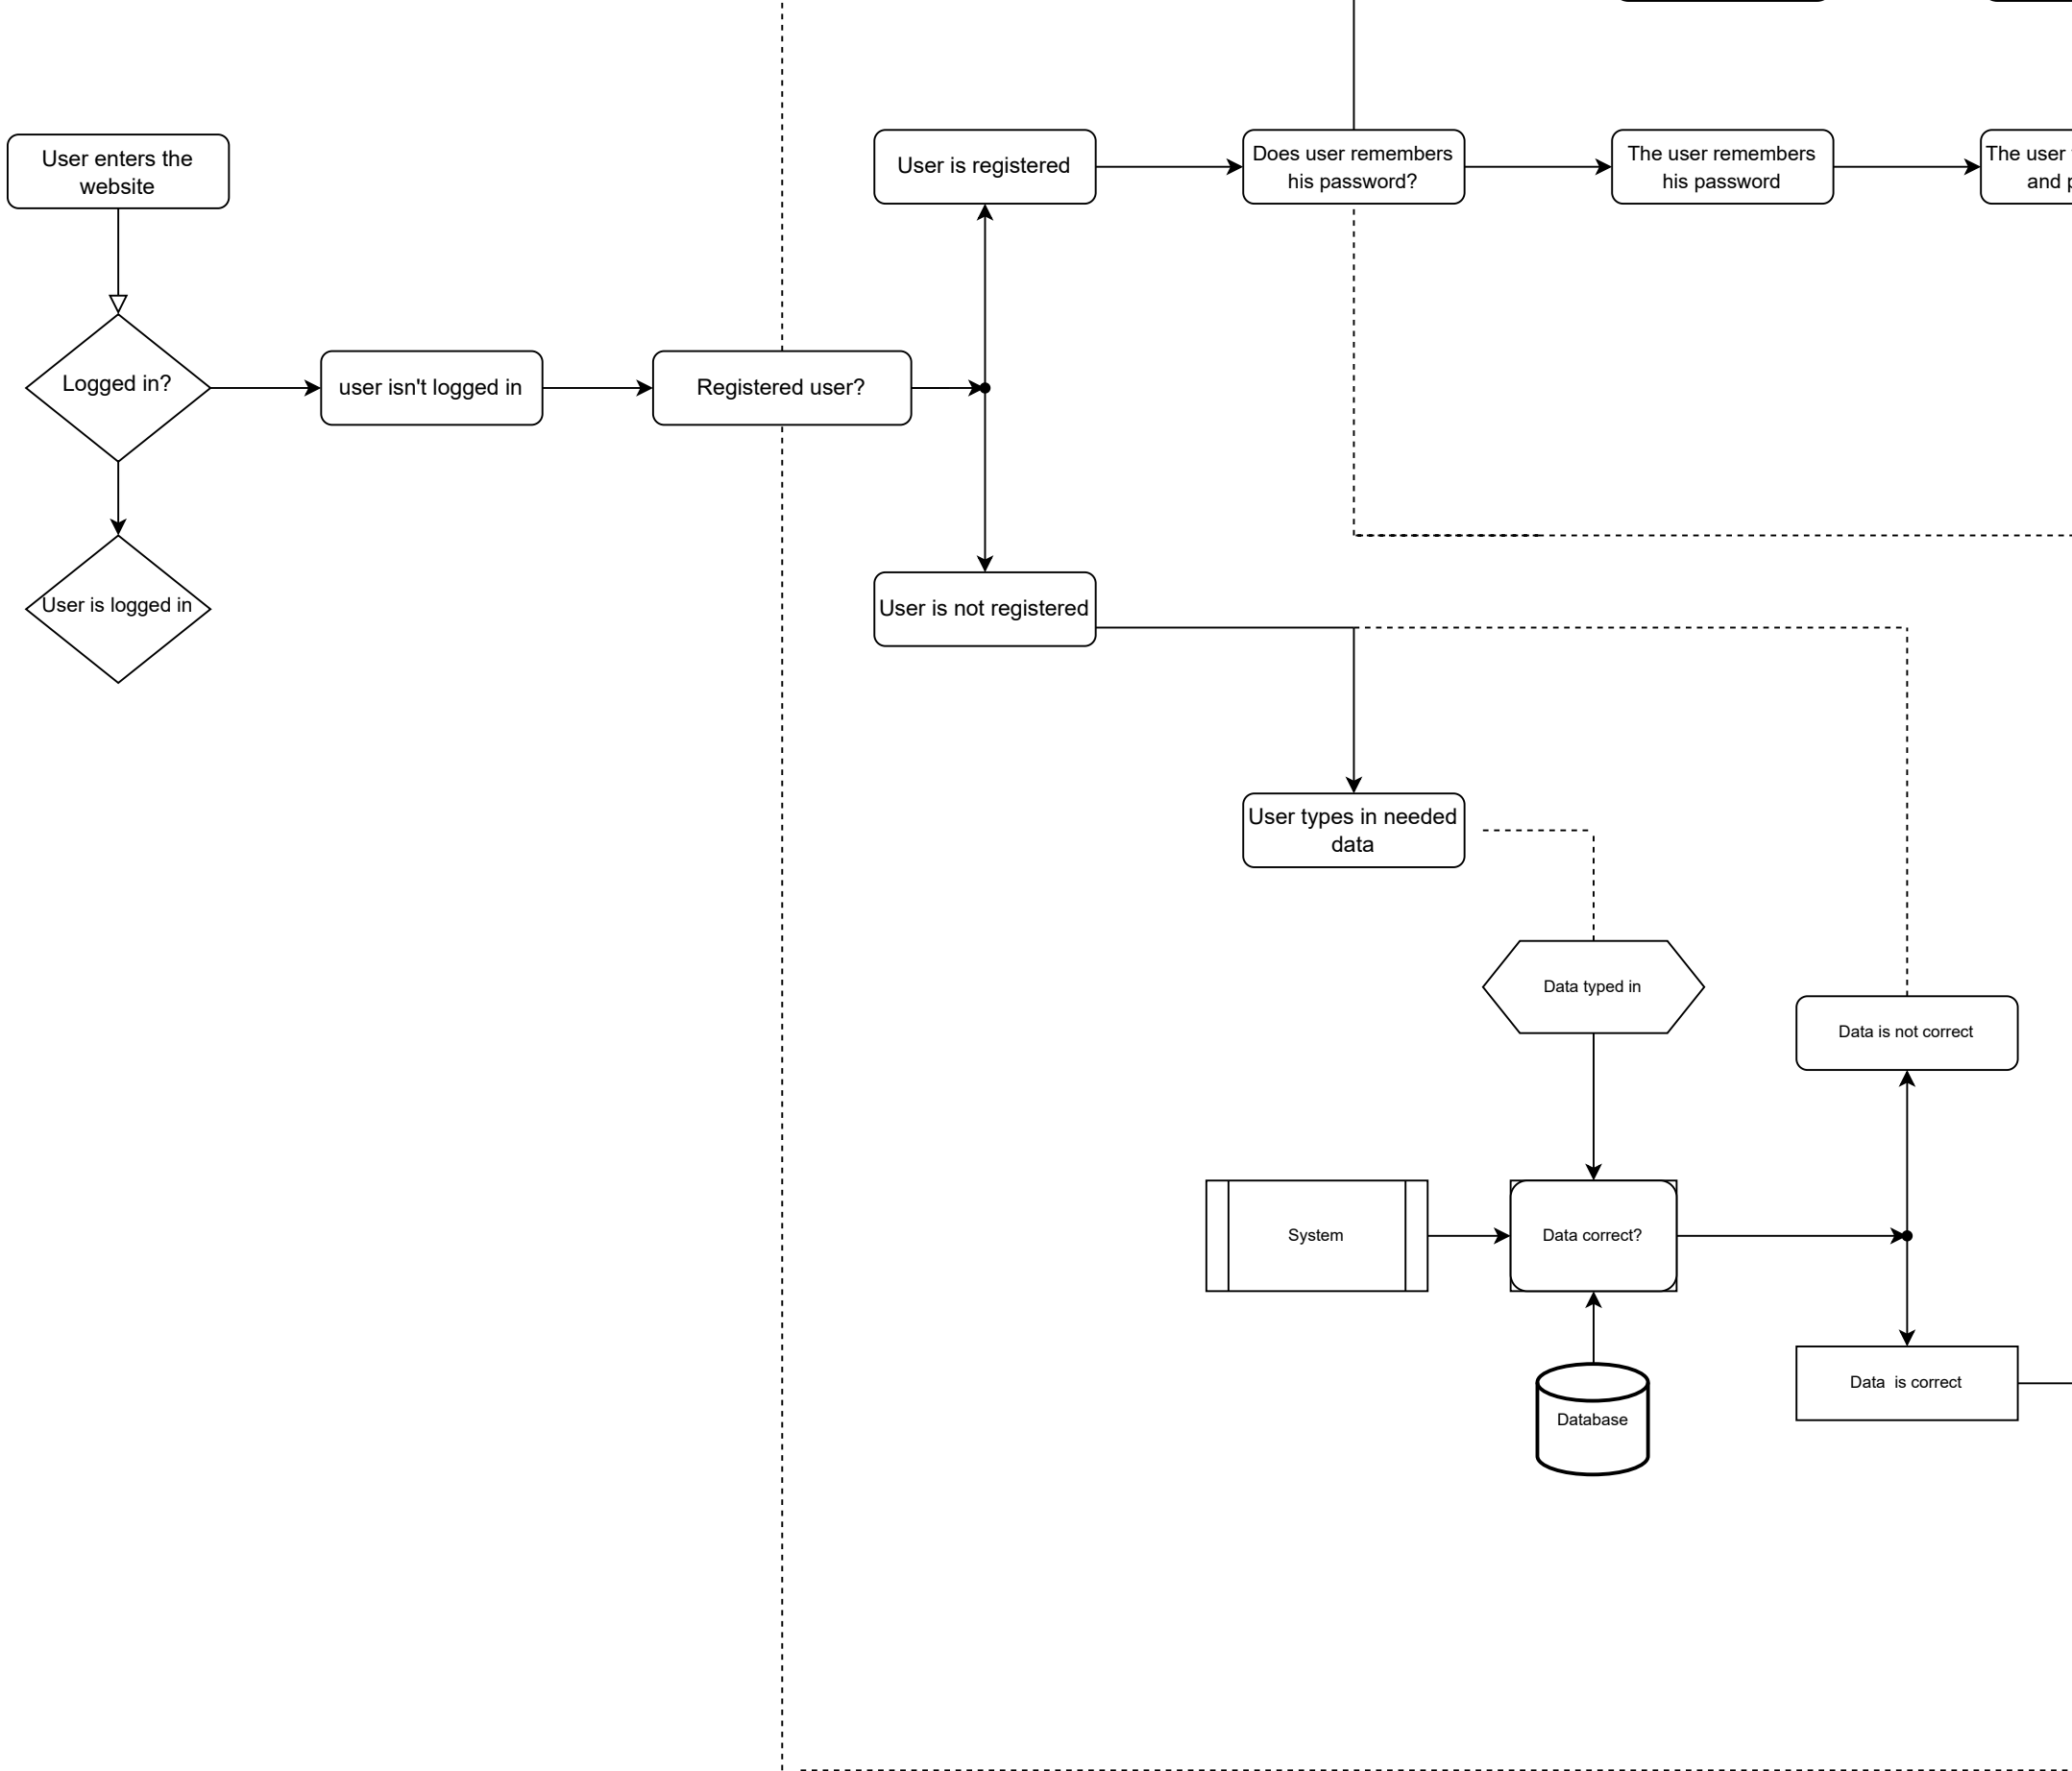 User enters the
website
Logged in?
User is logged in
user isn't logged in
Registered user?
User is registered
Does user remembers
his password?
The user remembers
his password
The user
and
User is not registered
User types in needed
data
Data typed in
Data is not correct
System
Data correct?
Data  is correct
Database